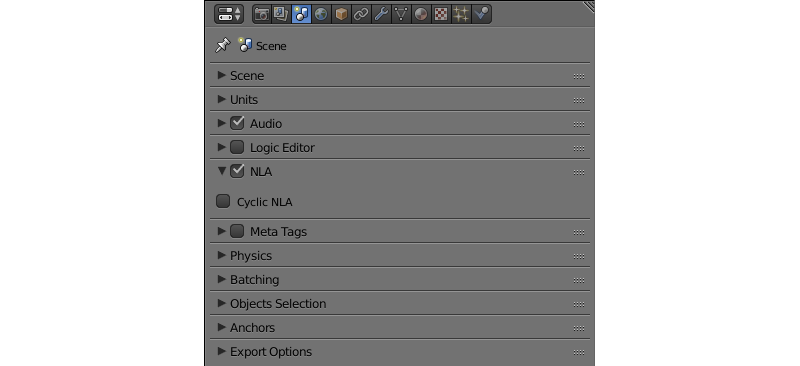 Scene
Scene
Units
Audio
Logic Editor
NLA
Cyclic NLA
Meta Tags
Physics
Batching
Objects Selection
Anchors
Export Options